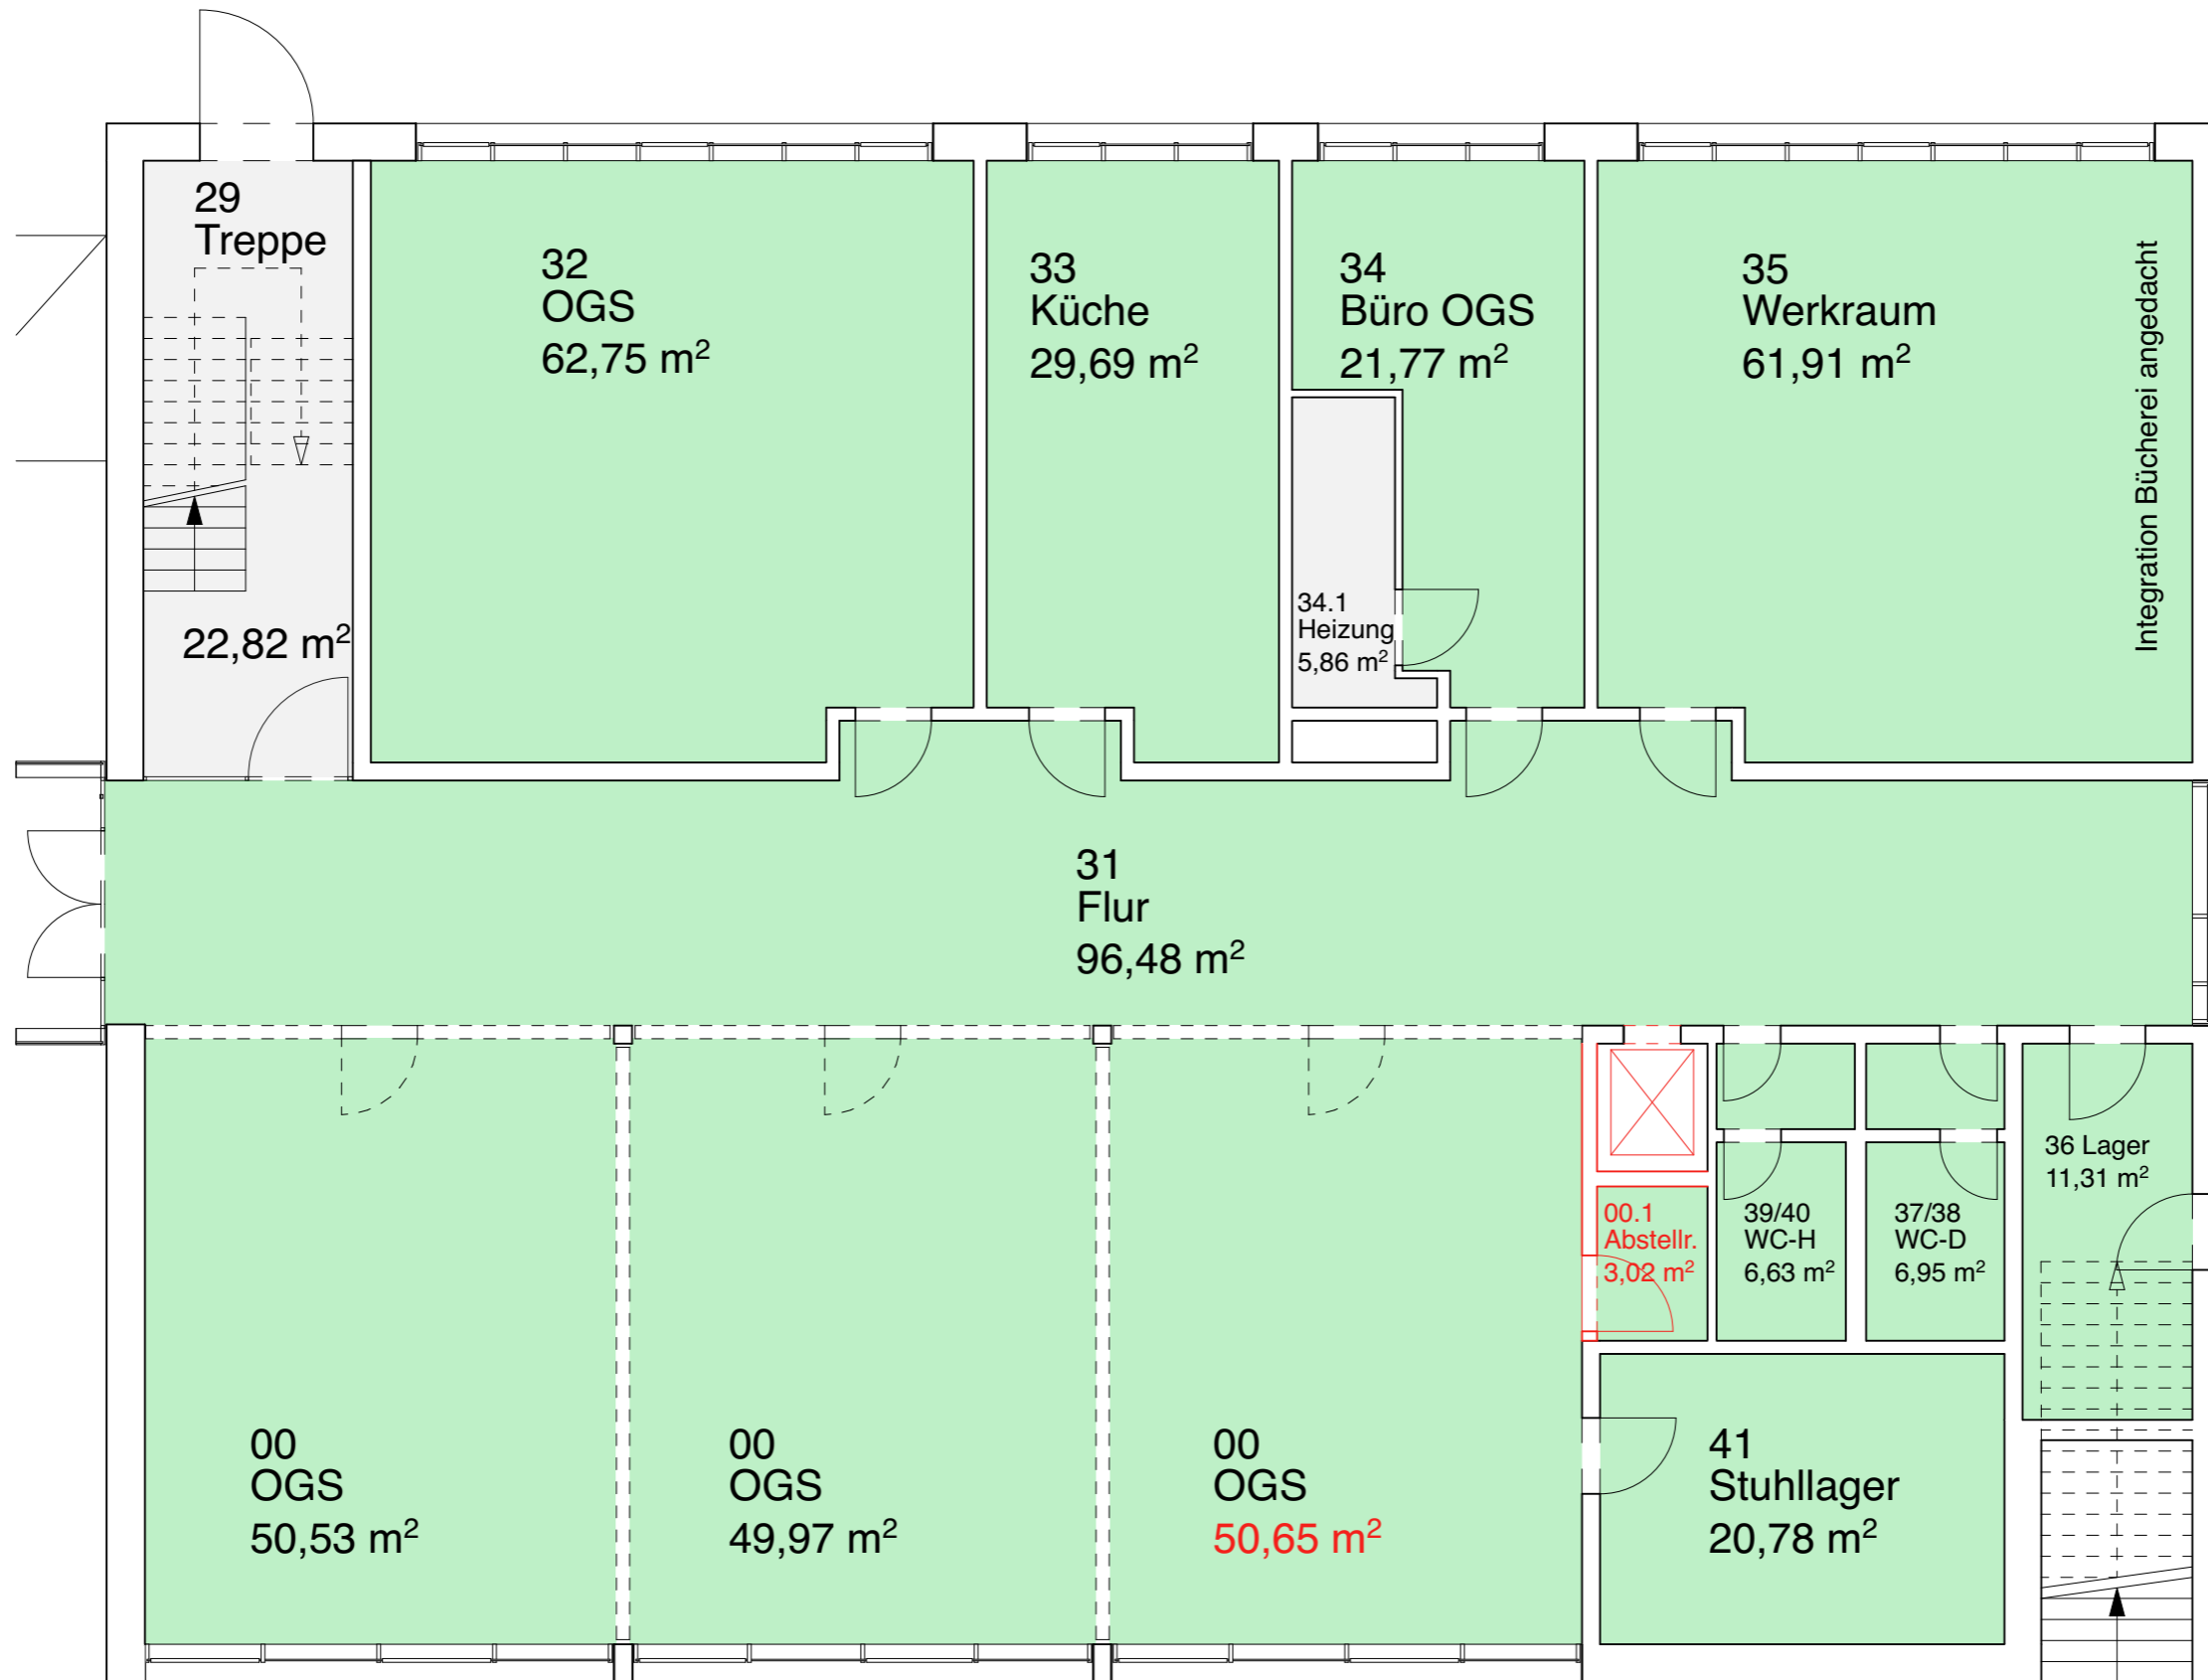 29
Treppe
22,82 m²
32
OGS
62,75 m²
33
Küche
29,69 m²
34
Büro OGS
21,77 m²
34.1
Heizung
5,86 m²
35
Werkraum
61,91 m²
Integration Bücherei angedacht
31
Flur
96,48 m²
00
OGS
50,53 m²
00
OGS
49,97 m²
00
OGS
50,65 m²
00.1
Abstellr.
3,02 m²
39/40
WC-H
6,63 m²
37/38
WC-D
6,95 m²
36 Lager
11,31 m²
41
Stuhllager
20,78 m²